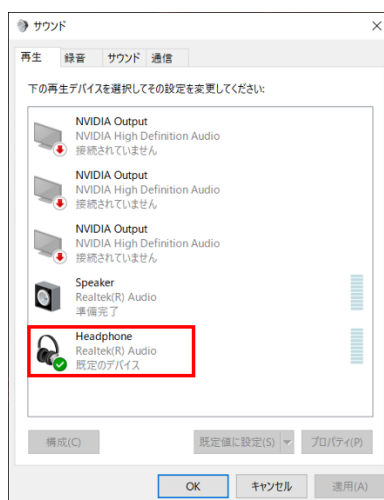 サウンド
再生 録音 サウンド 通信
下の再生デバイスを選択してその設定を変更してください:
NVIDIA Output
NVIDIA High Definition Audio
接続されていません
NVIDIA Output
NVIDIA High Definition Audio
接続されていません
NVIDIA Output
NVIDIA High Definition Audio
接続されていません
Speaker
Realtek(R) Audio
準備完了
Headphone
Realtek(R) Audio
既定のデバイス
構成(C) 既定値に設定(S) プロパティ(P)
OK キャンセル 適用(A)